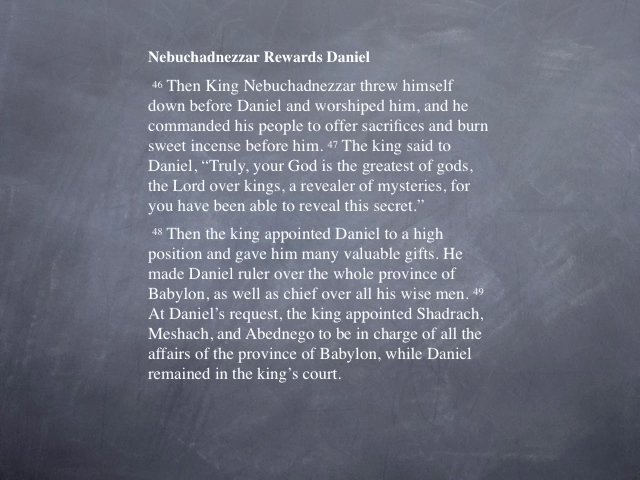 Nebuchadnezzar Rewards Daniel
46 Then King Nebuchadnezzar threw himself
down before Daniel and worshiped him, and he
commanded his people to offer sacrifices and burn
sweet incense before him. 47 The king said to
Daniel, “Truly, your God is the greatest of gods,
the Lord over kings, a revealer of mysteries, for
you have been able to reveal this secret.”
48 Then the king appointed Daniel to a high
position and gave him many valuable gifts. He
made Daniel ruler over the whole province of
Babylon, as well as chief over all his wise men. 49
At Daniel’s request, the king appointed Shadrach,
Meshach, and Abednego to be in charge of all the
affairs of the province of Babylon, while Daniel
remained in the king’s court.